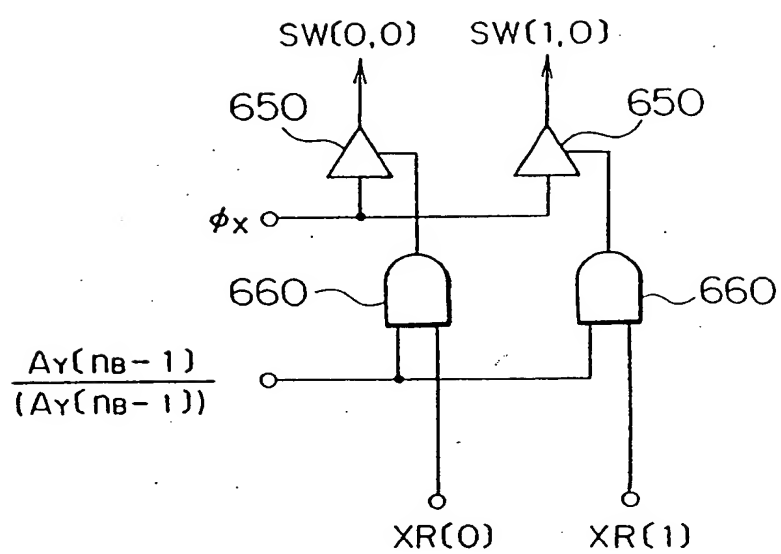 SW(0,0) SW(1,0)
650 650
φx
660 660
AY(nB-1)
(AY(nB-1))
XR(0) XR(1)